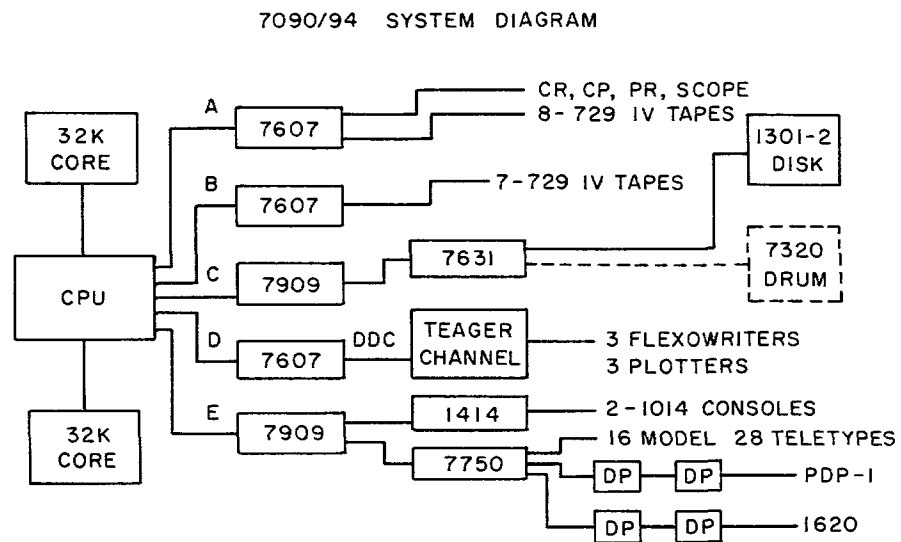 7090/94 SYSTEM DIAGRAM
CR, CP, PR, SCOPE
8-729 IV TAPES
A
7607
32K
CORE
1301-2
DISK
B
7607
7-729 IV TAPES
7631
7320
DRUM
C
7909
CPU
D
7607
DDC
TEAGER
CHANNEL
3 FLEXOWRITERS
3 PLOTTERS
E
7909
1414
2-1014 CONSOLES
32K
CORE
7750
16 MODEL 28 TELETYPES
DP
DP
PDP-1
DP
DP
1620